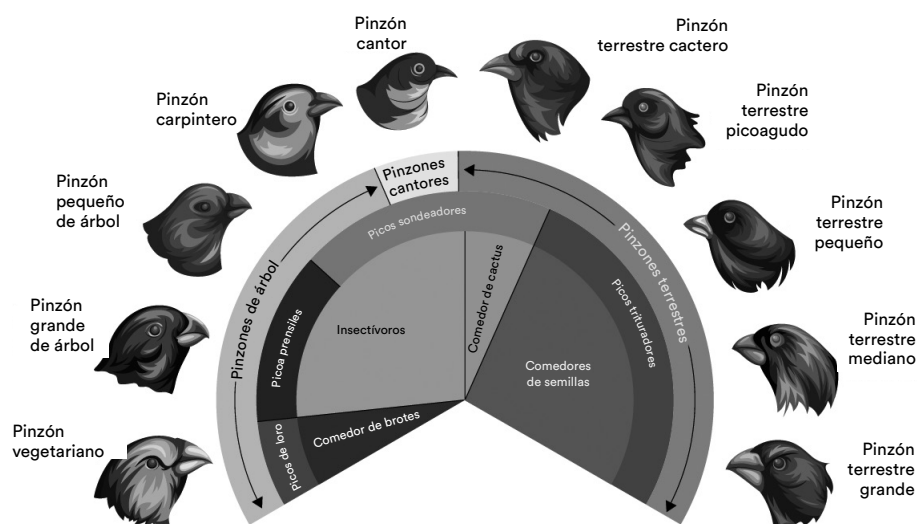 Pinzón
cantor
Pinzón
terrestre cactero
Pinzón
carpintero
Pinzón
terrestre
picoagudo
Pinzón
pequeño
de árbol
Pinzón
terrestre
pequeño
Pinzón
grande
de árbol
Pinzón
terrestre
mediano
Pinzón
vegetariano
Pinzón
terrestre
grande
Pinzones de árbol
Pinzones
cantores
Pinzones terrestres
Picos sondeadores
Picoa prensiles
Picos de loro
Picos trituradores
Insectívoros
Comedor de cactus
Comedores
de semillas
Comedor de brotes